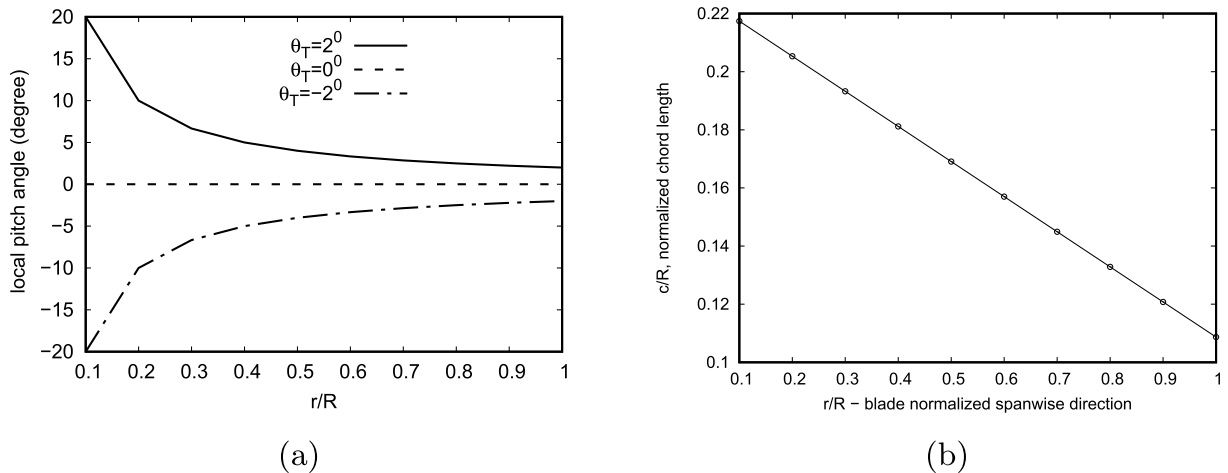 20
15
10
5
0
−5
−10
−15
−20
local pitch angle (degree)
θT=2⁰
θT=0⁰
θT=−2⁰
0.1 0.2 0.3 0.4 0.5 0.6 0.7 0.8 0.9 1
r/R
(a)
0.22
0.2
0.18
0.16
0.14
0.12
0.1
c/R, normalized chord length
0.1 0.2 0.3 0.4 0.5 0.6 0.7 0.8 0.9 1
r/R − blade normalized spanwise direction
(b)